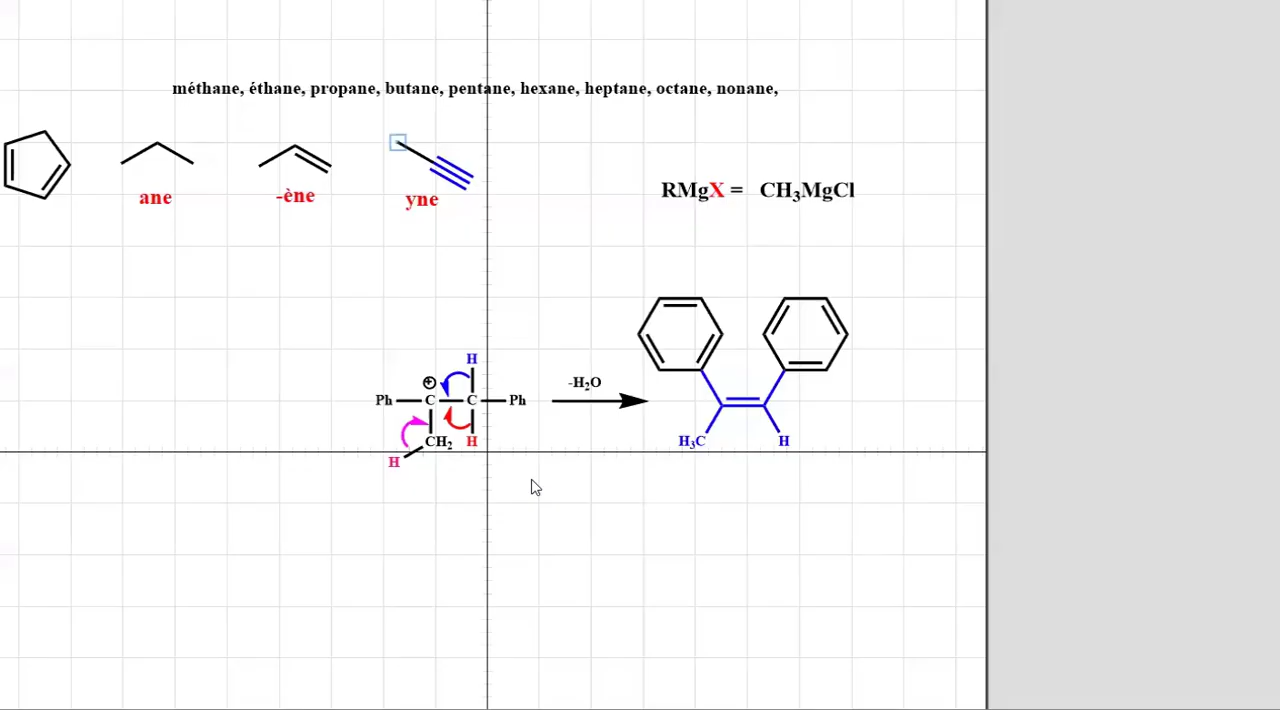 méthane, éthane, propane, butane, pentane, hexane, heptane, octane, nonane,
ane
-ène
yne
RMgX = CH₃MgCl
H
⊕
-H₂O
Ph C C Ph
CH₂ H
H
H₃C H